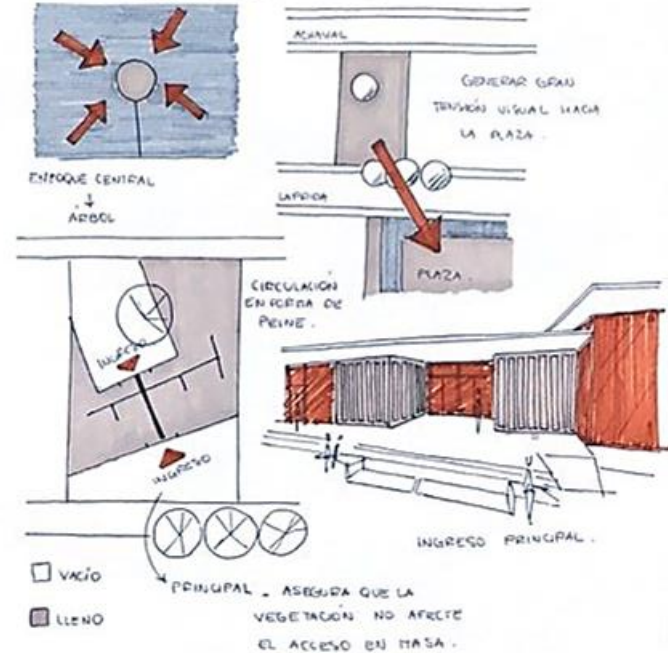 ENFOQUE CENTRAL
↓
ARBOL
ACHAVAL
GENERAR GRAN
TENSIÓN VISUAL HACIA
LA PLAZA.
LAPRIDA
PLAZA.
CIRCULACIÓN
EN FORMA DE
PEINE.
INGRESO
INGRESO
INGRESO PRINCIPAL.
VACÍO
LLENO
PRINCIPAL - ASEGURA QUE LA
VEGETACIÓN NO AFECTE
EL ACCESO EN MASA.